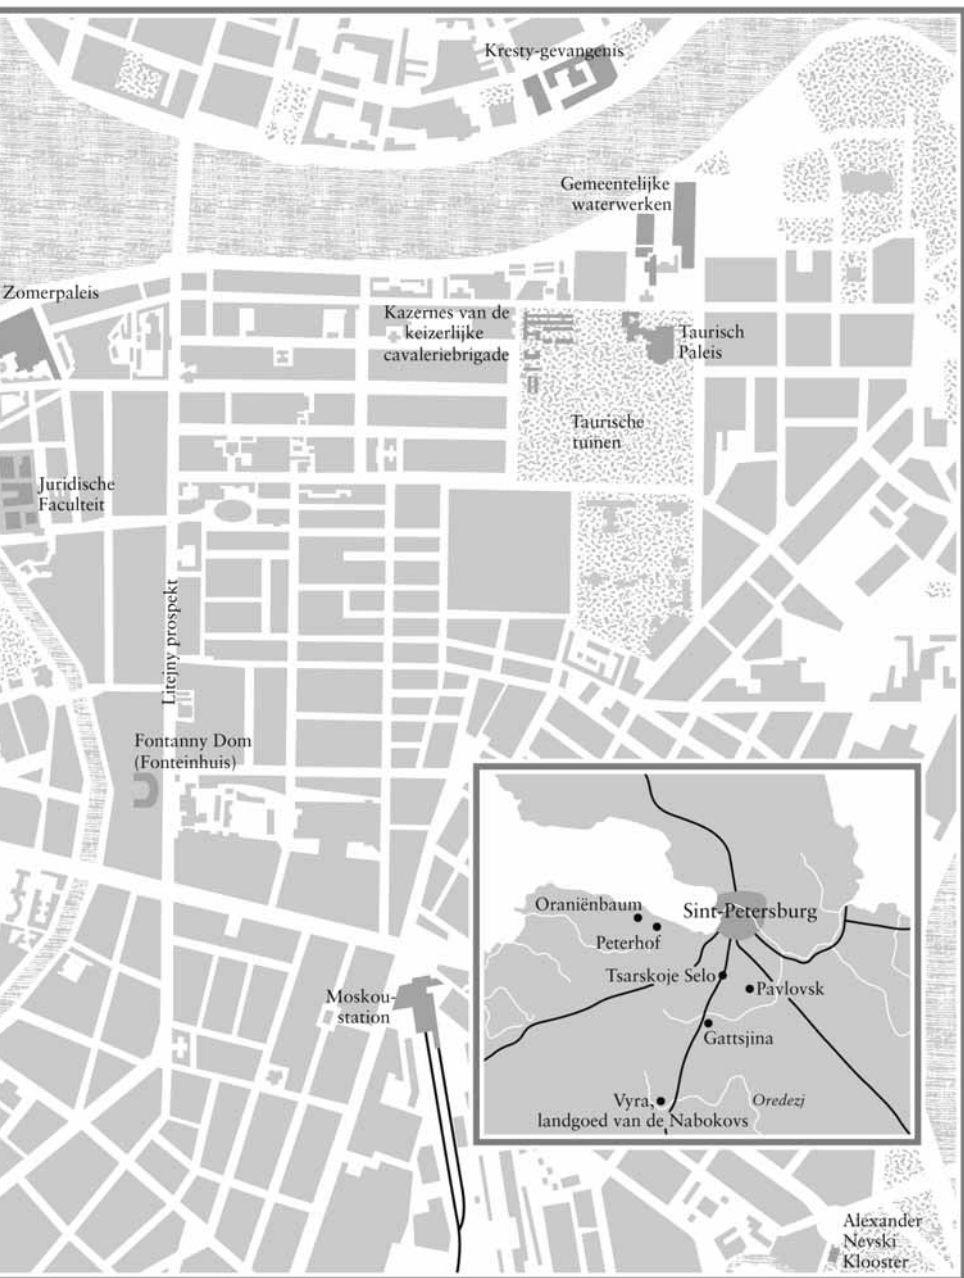 Kresty-gevangenis
Gemeentelijke
waterwerken
Zomerpaleis
Kazernes van de
keizerlijke
cavaleriebrigade
Taurisch
Paleis
Taurische
tuinen
Juridische
Faculteit
Litejny prospekt
Fontanny Dom
(Fonteinhuis)
Oraniënbaum
Sint-Petersburg
Peterhof
Tsarskoje Selo
Pavlovsk
Moskou-
station
Gattsjina
Vyra,
landgoed van de Nabokovs
Oredezj
Alexander
Nevski
Klooster